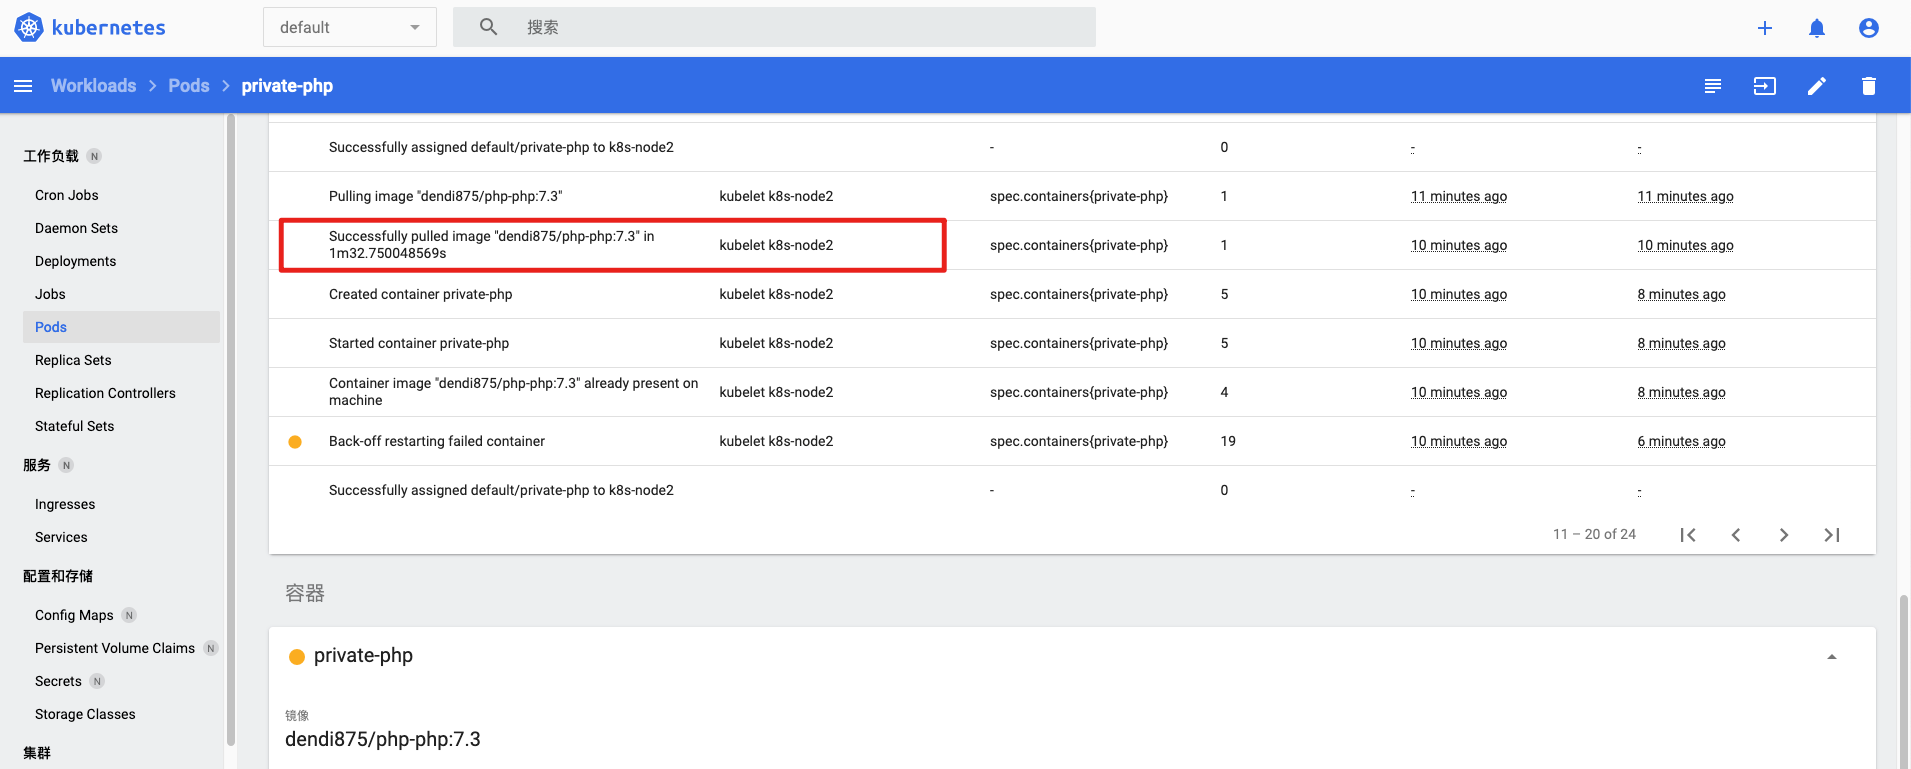 kubernetes
default
搜索
Workloads
Pods
private-php
工作负载 N
Cron Jobs
Daemon Sets
Deployments
Jobs
Pods
Replica Sets
Replication Controllers
Stateful Sets
服务 N
Ingresses
Services
配置和存储
Config Maps N
Persistent Volume Claims N
Secrets N
Storage Classes
集群
Successfully assigned default/private-php to k8s-node2 - 0 - -
Pulling image "dendi875/php-php:7.3" kubelet k8s-node2 spec.containers{private-php} 1 11 minutes ago 11 minutes ago
Successfully pulled image "dendi875/php-php:7.3" in
1m32.750048569s kubelet k8s-node2 spec.containers{private-php} 1 10 minutes ago 10 minutes ago
Created container private-php kubelet k8s-node2 spec.containers{private-php} 5 10 minutes ago 8 minutes ago
Started container private-php kubelet k8s-node2 spec.containers{private-php} 5 10 minutes ago 8 minutes ago
Container image "dendi875/php-php:7.3" already present on
machine kubelet k8s-node2 spec.containers{private-php} 4 10 minutes ago 8 minutes ago
Back-off restarting failed container kubelet k8s-node2 spec.containers{private-php} 19 10 minutes ago 6 minutes ago
Successfully assigned default/private-php to k8s-node2 - 0 - -
11 – 20 of 24
容器
private-php
镜像
dendi875/php-php:7.3